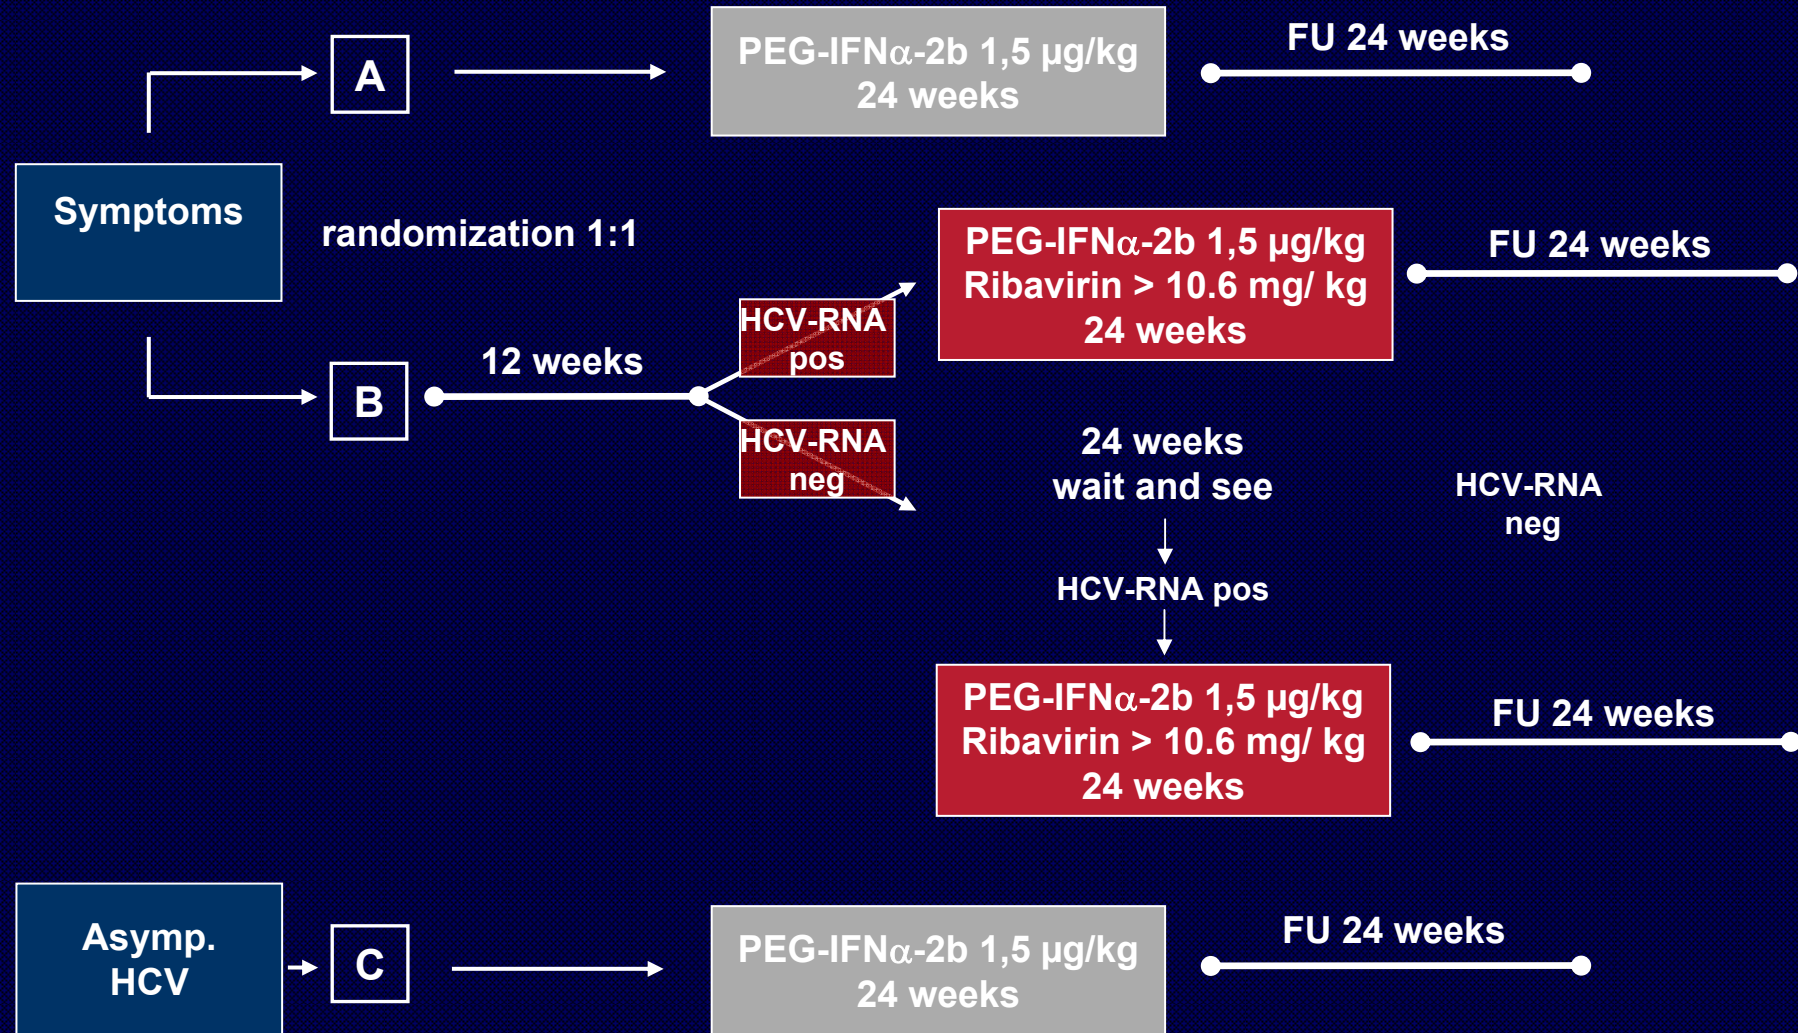 A
PEG-IFNα-2b 1,5 µg/kg
24 weeks
FU 24 weeks
Symptoms
randomization 1:1
B
12 weeks
HCV-RNA
pos
PEG-IFNα-2b 1,5 µg/kg
Ribavirin > 10.6 mg/ kg
24 weeks
FU 24 weeks
HCV-RNA
neg
24 weeks
wait and see
HCV-RNA
neg
HCV-RNA pos
PEG-IFNα-2b 1,5 µg/kg
Ribavirin > 10.6 mg/ kg
24 weeks
FU 24 weeks
Asymp.
HCV
C
PEG-IFNα-2b 1,5 µg/kg
24 weeks
FU 24 weeks